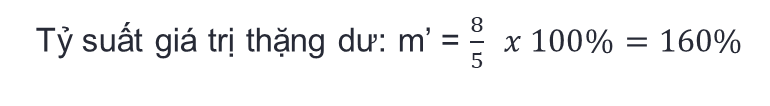 Tỷ suất giá trị thặng dư: m’ = 8/5 x 100% = 160%